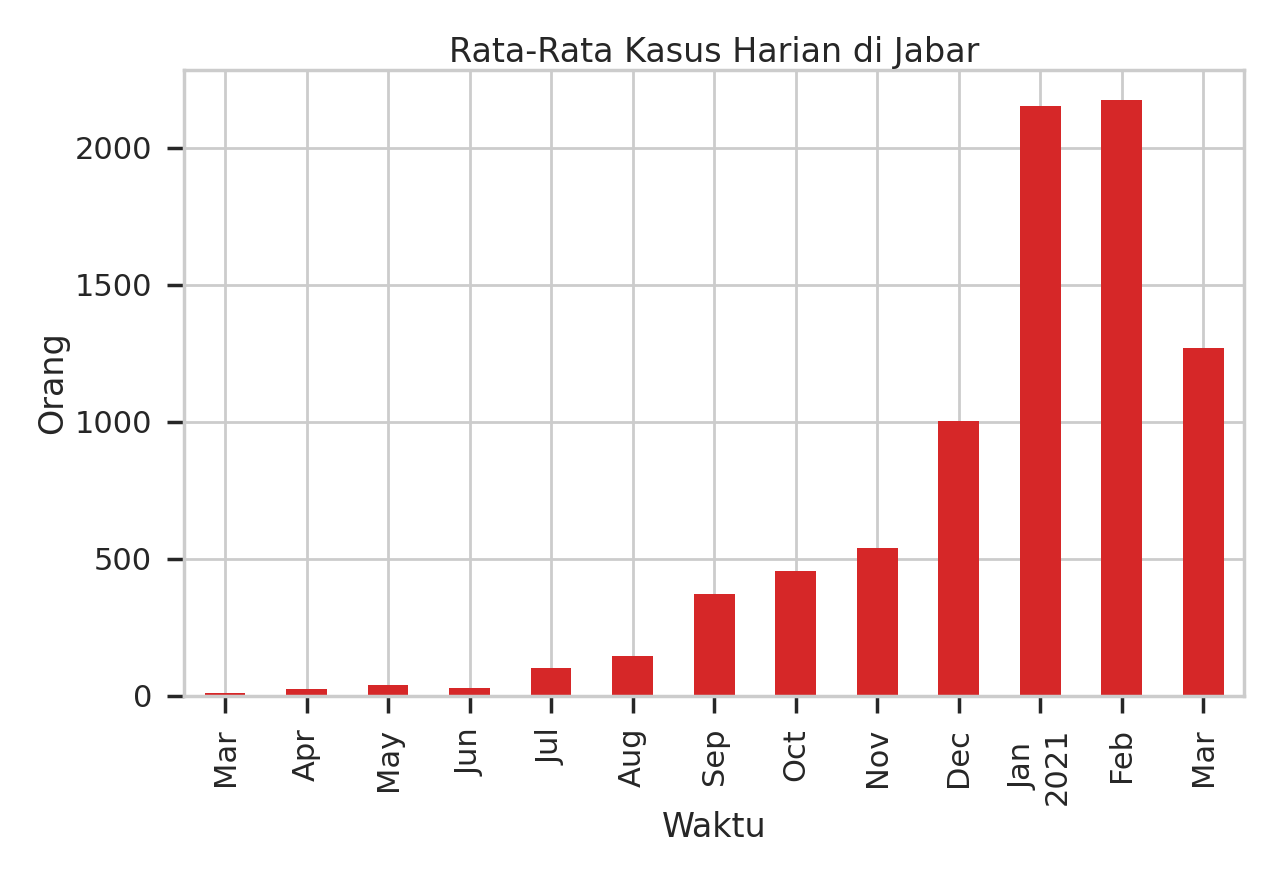 Rata-Rata Kasus Harian di Jabar
2000
1500
1000
500
0
Orang
Mar
Apr
May
Jun
Jul
Aug
Sep
Oct
Nov
Dec
Jan
2021
Feb
Mar
Waktu